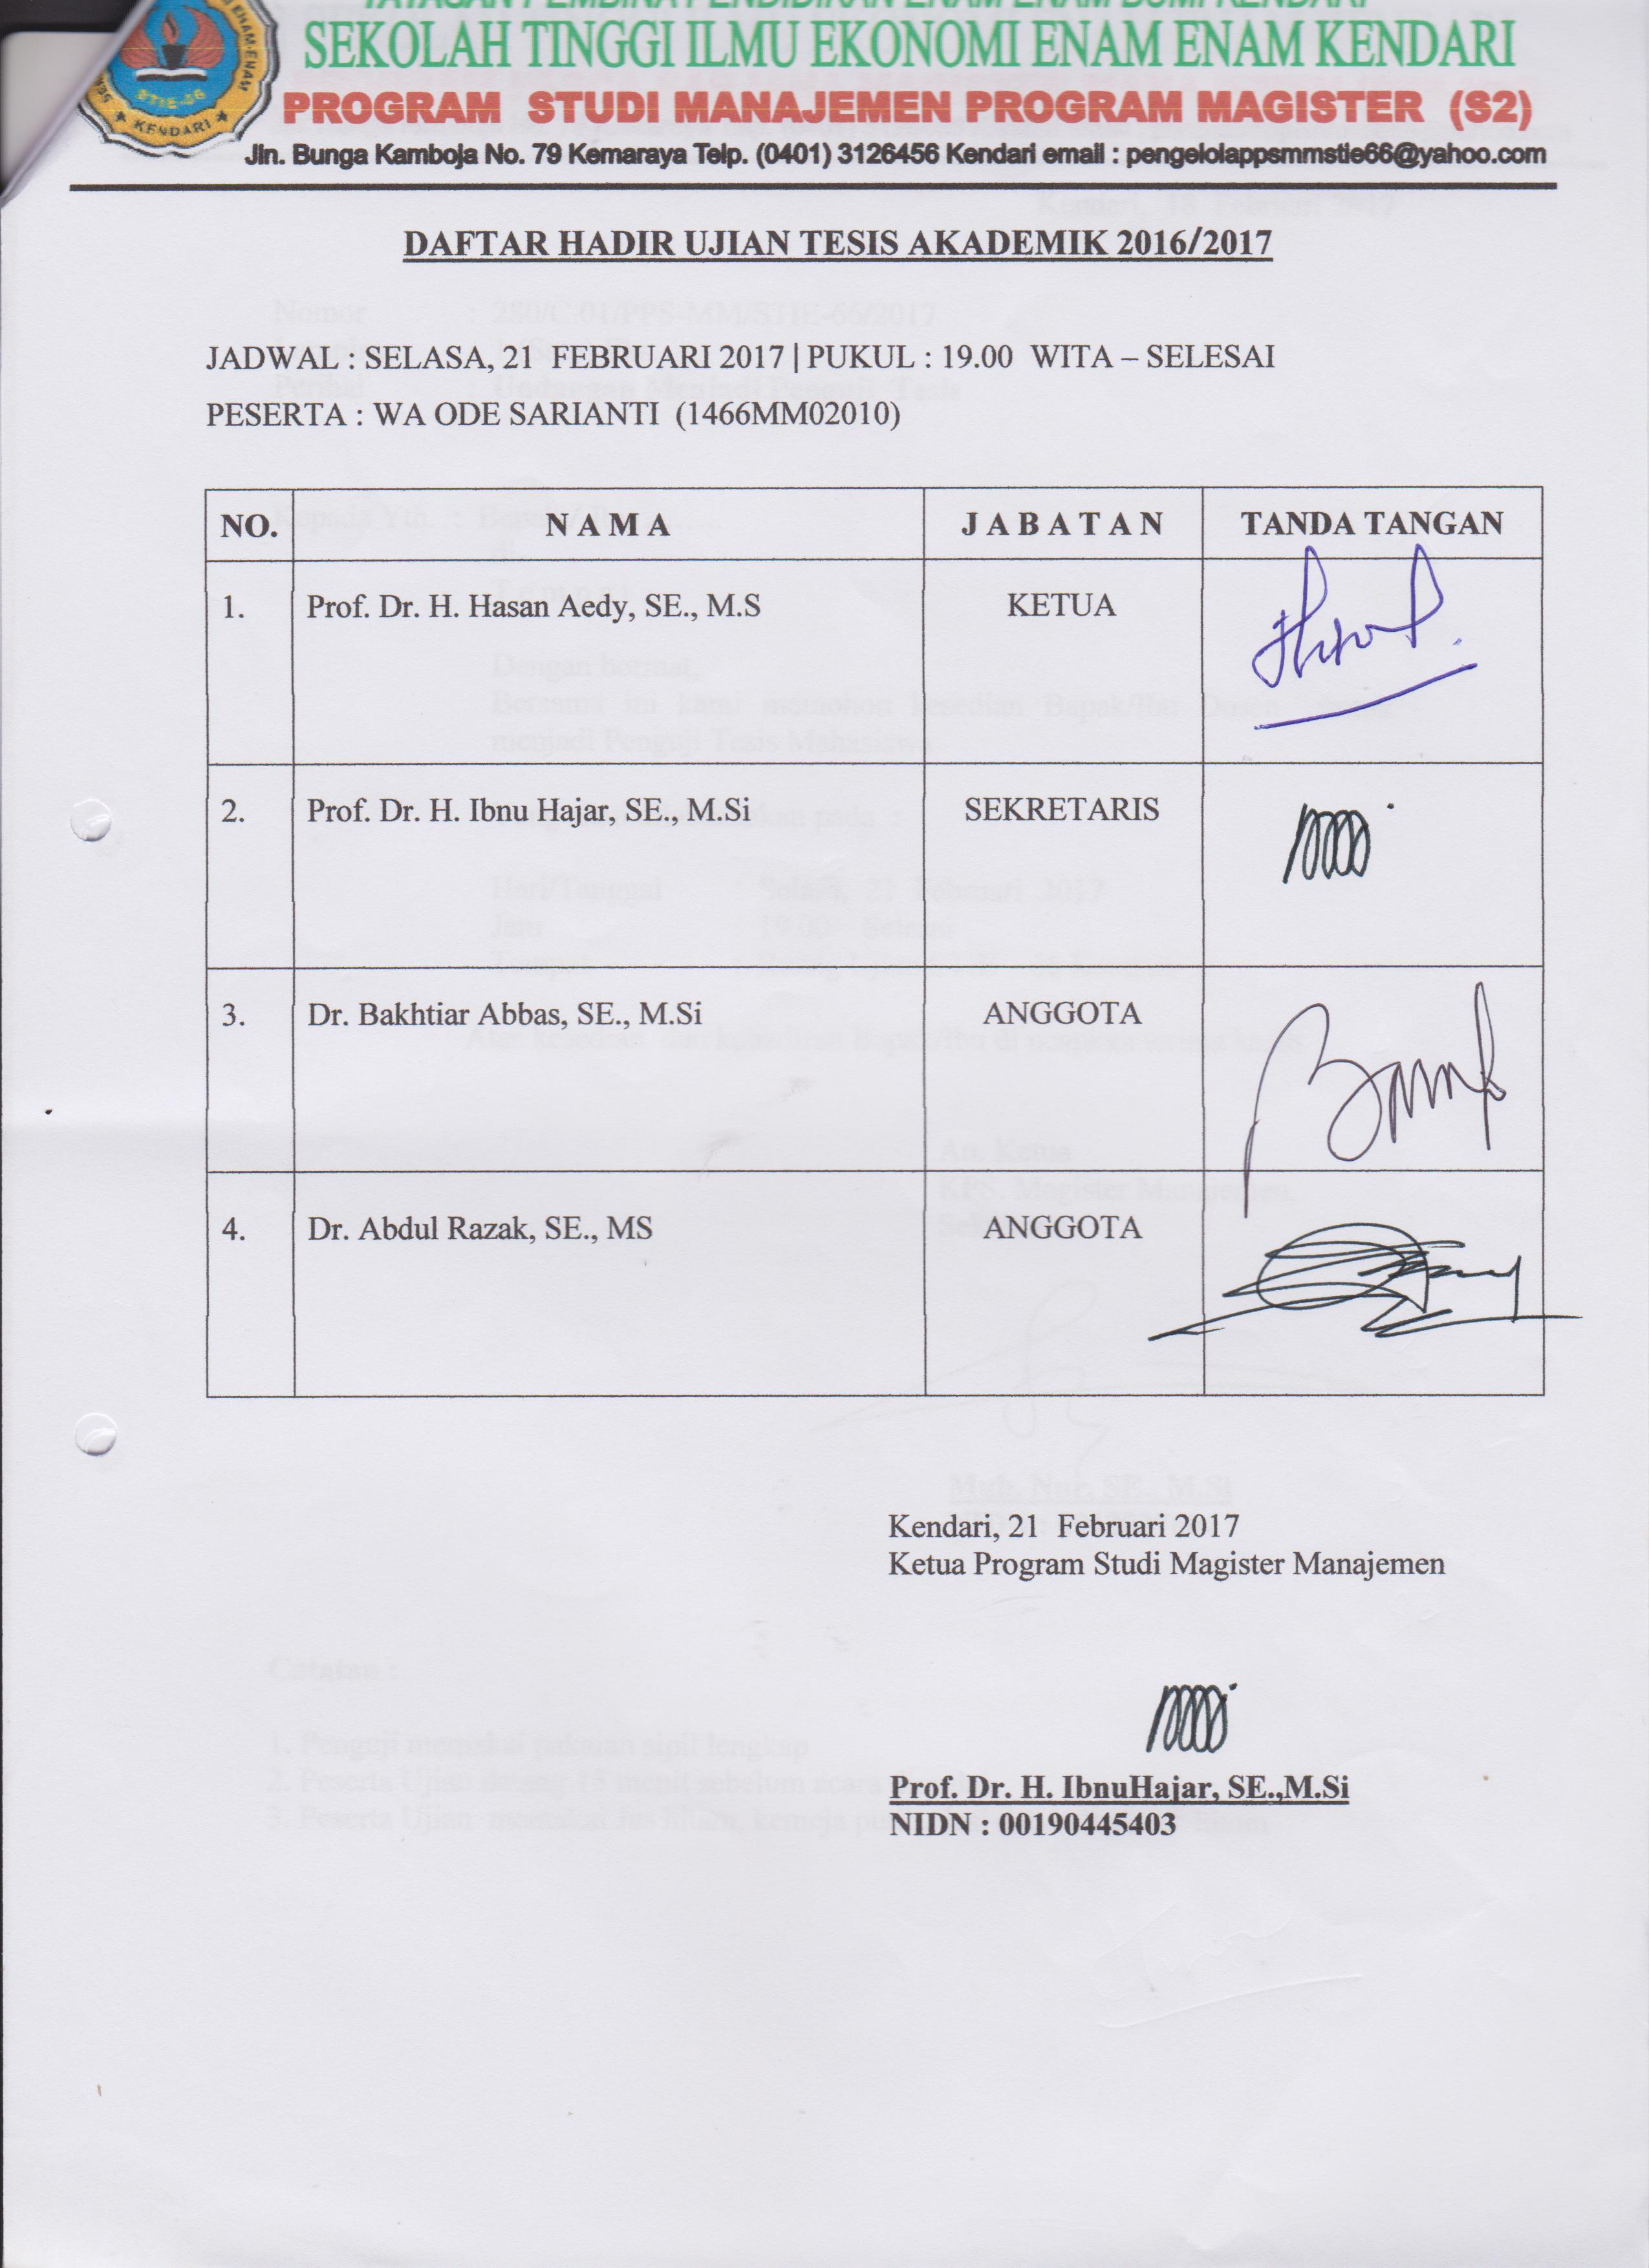 YAYASAN PEMBINA PENDIDIKAN ENAM ENAM BUMI KENDARI
SEKOLAH TINGGI ILMU EKONOMI ENAM ENAM KENDARI
PROGRAM STUDI MANAJEMEN PROGRAM MAGISTER (S2)
Jln. Bunga Kamboja No. 79 Kemaraya Telp. (0401) 3126456 Kendari email : pengelolappsmmstie66@yahoo.com
STIE-66
KENDARI
DAFTAR HADIR UJIAN TESIS AKADEMIK 2016/2017
JADWAL : SELASA, 21 FEBRUARI 2017 | PUKUL : 19.00 WITA – SELESAI
PESERTA : WA ODE SARIANTI (1466MM02010)
NO. N A M A J A B A T A N TANDA TANGAN
1. Prof. Dr. H. Hasan Aedy, SE., M.S KETUA
2. Prof. Dr. H. Ibnu Hajar, SE., M.Si SEKRETARIS
3. Dr. Bakhtiar Abbas, SE., M.Si ANGGOTA
4. Dr. Abdul Razak, SE., MS ANGGOTA
Kendari, 21 Februari 2017
Ketua Program Studi Magister Manajemen
Prof. Dr. H. IbnuHajar, SE.,M.Si
NIDN : 00190445403